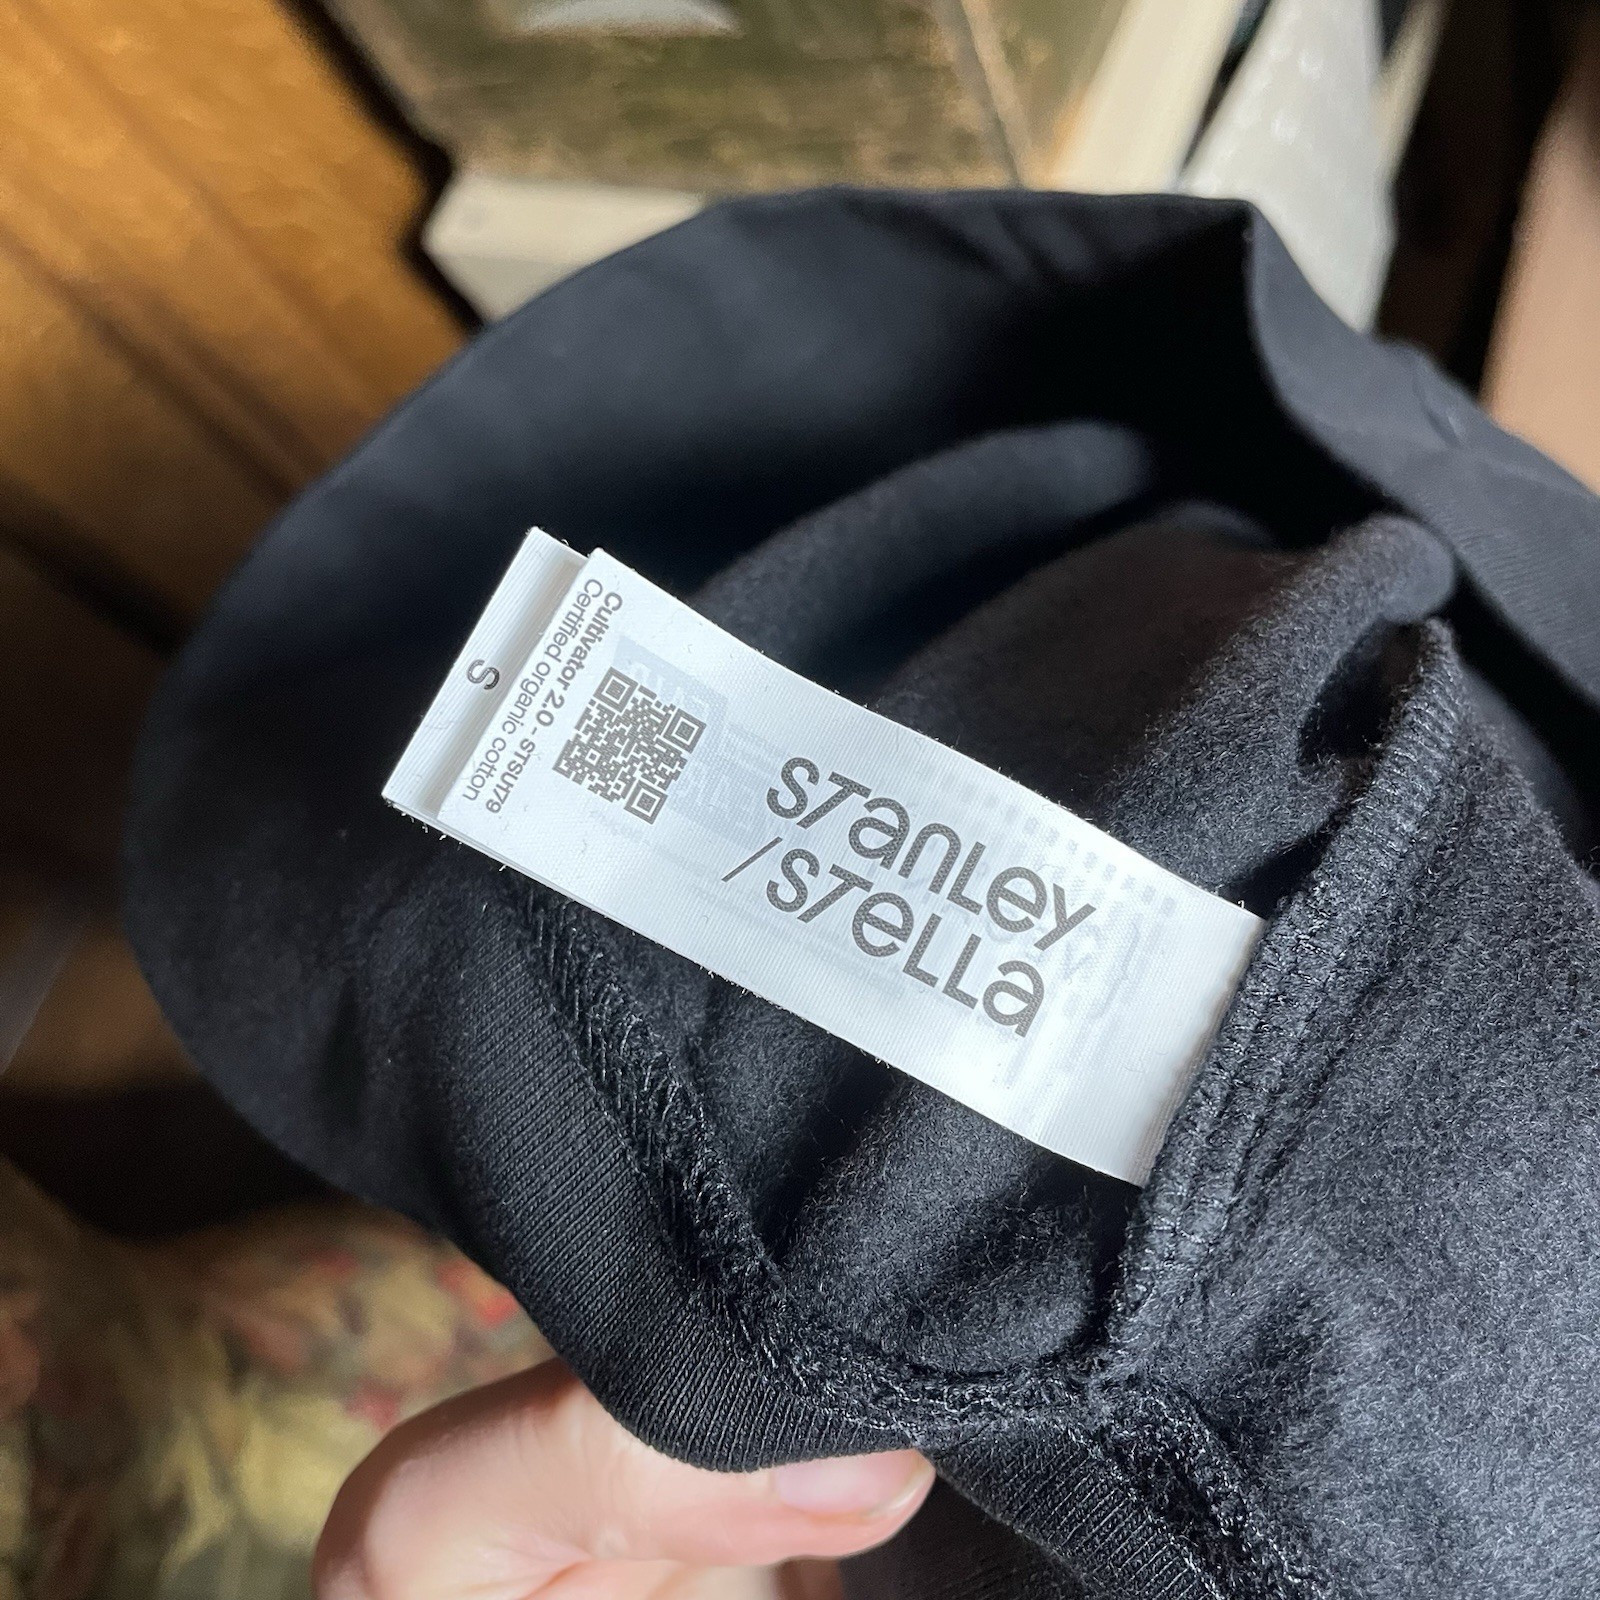 S
Cultivator 2.0 - STSU179
Certified organic cotton
STANLEY
/STELLA